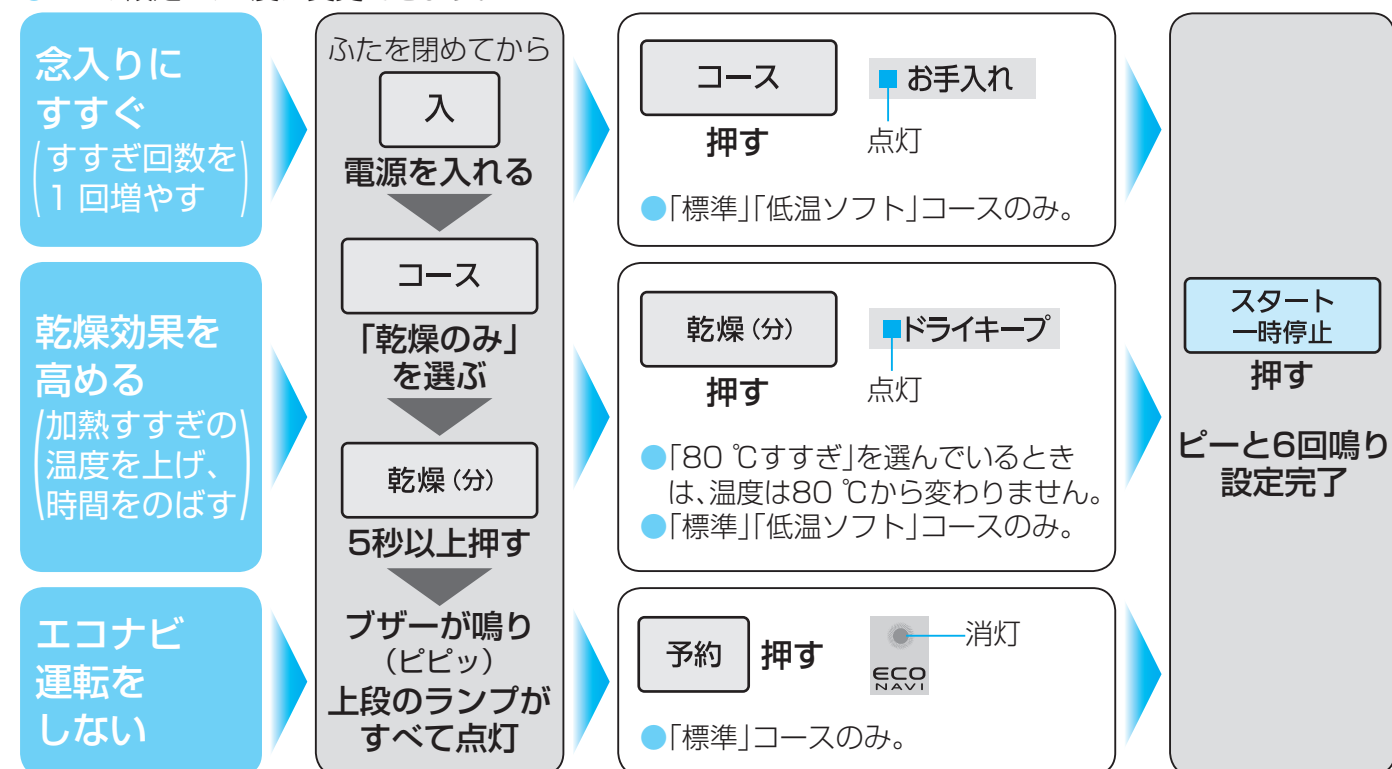 念入りに
すすぐ
(すすぎ回数を
1 回増やす)
乾燥効果を
高める
(加熱すすぎの
温度を上げ、
時間をのばす)
エコナビ
運転を
しない
ふたを閉めてから
入
電源を入れる
コース
「乾燥のみ」
を選ぶ
乾燥(分)
5秒以上押す
ブザーが鳴り
(ピピッ)
上段のランプが
すべて点灯
コース
押す
お手入れ
点灯
●「標準」「低温ソフト」コースのみ。
乾燥(分)
押す
ドライキープ
点灯
●「80 ℃すすぎ」を選んでいるとき
は、温度は80 ℃から変わりません。
●「標準」「低温ソフト」コースのみ。
予約 押す
消灯
ECO
NAVI
●「標準」コースのみ。
スタート
一時停止
押す
ピーと6回鳴り
設定完了